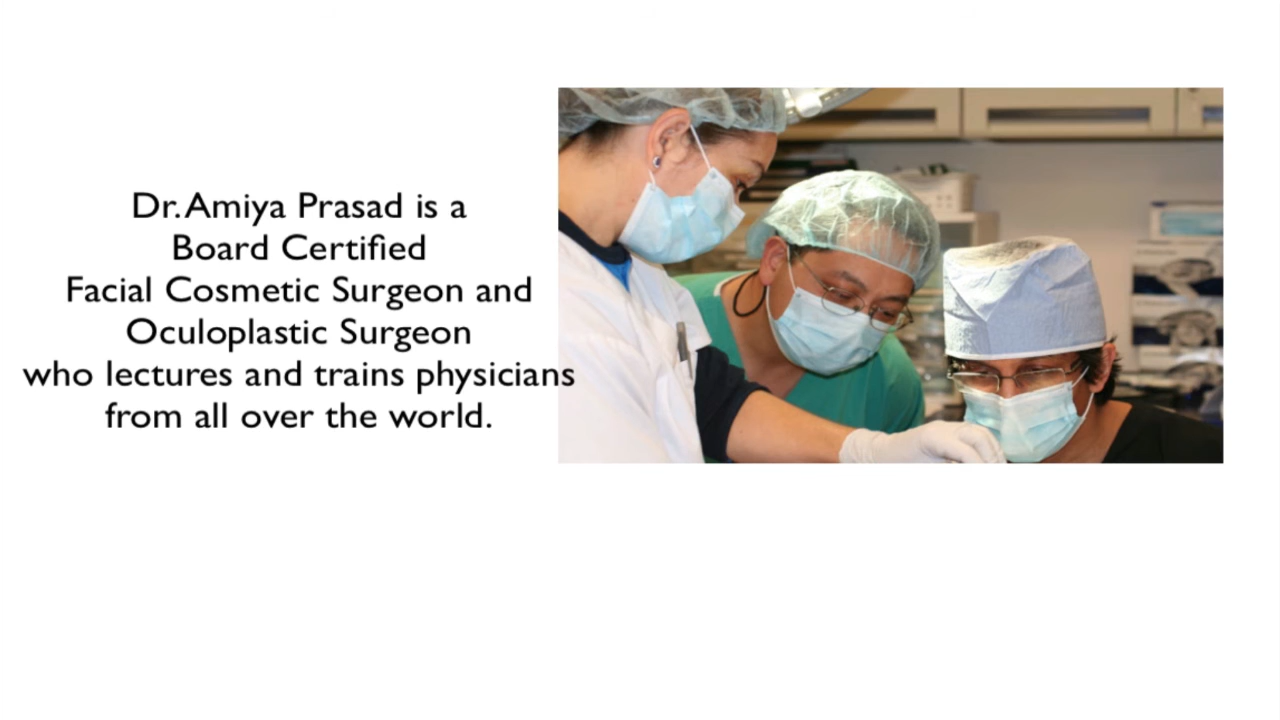 Dr. Amiya Prasad is a
Board Certified
Facial Cosmetic Surgeon and
Oculoplastic Surgeon
who lectures and trains physicians
from all over the world.